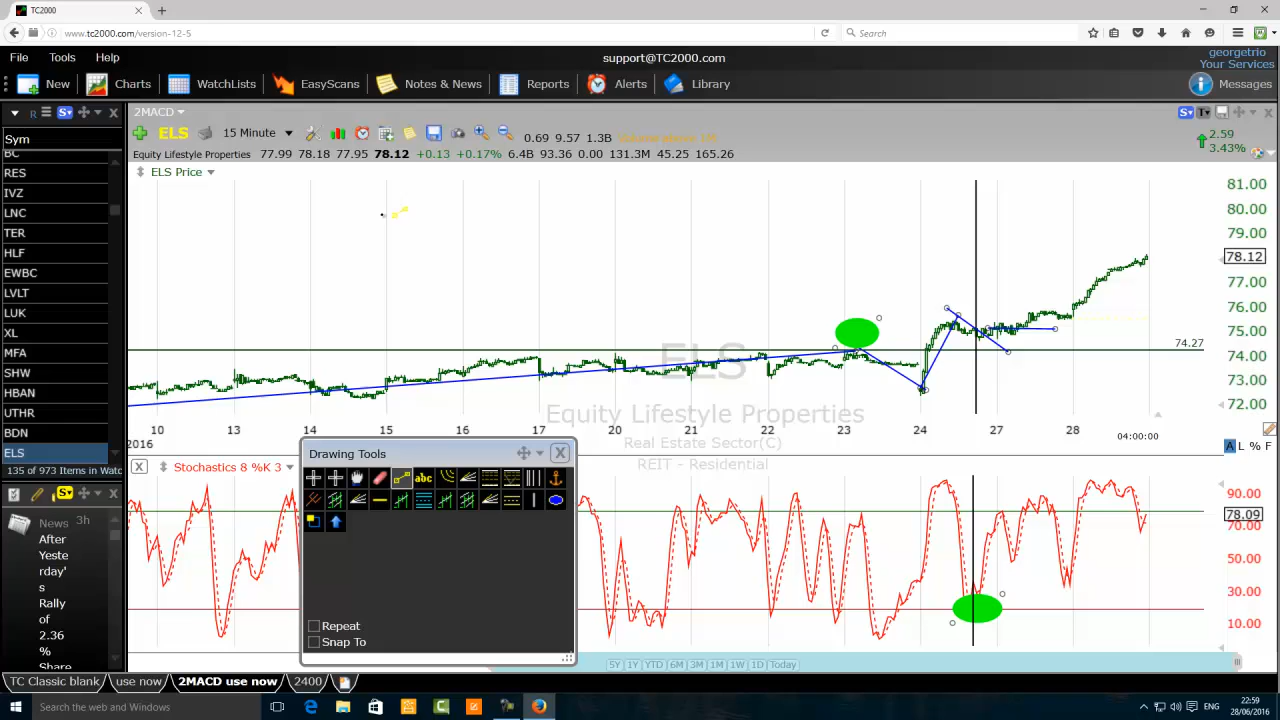 TC2000
www.tc2000.com/version-12-5
Search
File Tools Help
support@TC2000.com
georgetrio
Your Services
New Charts WatchLists EasyScans Notes & News Reports Alerts Library Messages
R S
2MACD
S T
Sym
ELS 15 Minute 0.69 9.57 1.3B
2.59
3.43%
Equity Lifestyle Properties 77.99 78.18 77.95 78.12 +0.13 +0.17% 6.4B 93.36 0.00 131.3M 45.25 165.26
ELS Price
BC
RES
IVZ
LNC
TER
HLF
EWBC
LVLT
LUK
XL
MFA
SHW
HBAN
UTHR
BDN
ELS
135 of 973 Items in Watc
81.00
80.00
79.00
78.12
77.00
76.00
75.00
74.27
74.00
73.00
72.00
ELS
Equity Lifestyle Properties
Real Estate Sector(C)
REIT - Residential
10 13 14 15 16 17 20 21 22 23 24 27 28
2016
04:00:00
A L % F
Drawing Tools
abc
Repeat
Snap To
Stochastics 8 %K 3
90.00
78.09
70.00
50.00
30.00
10.00
S
News 3h
After
Yeste
rday'
s
Rally
of
2.36
%
Share
5Y 1Y YTD 6M 3M 1M 1W 1D Today
TC Classic blank use now 2MACD use now 2400
Search the web and Windows
ENG
22:59
28/06/2016